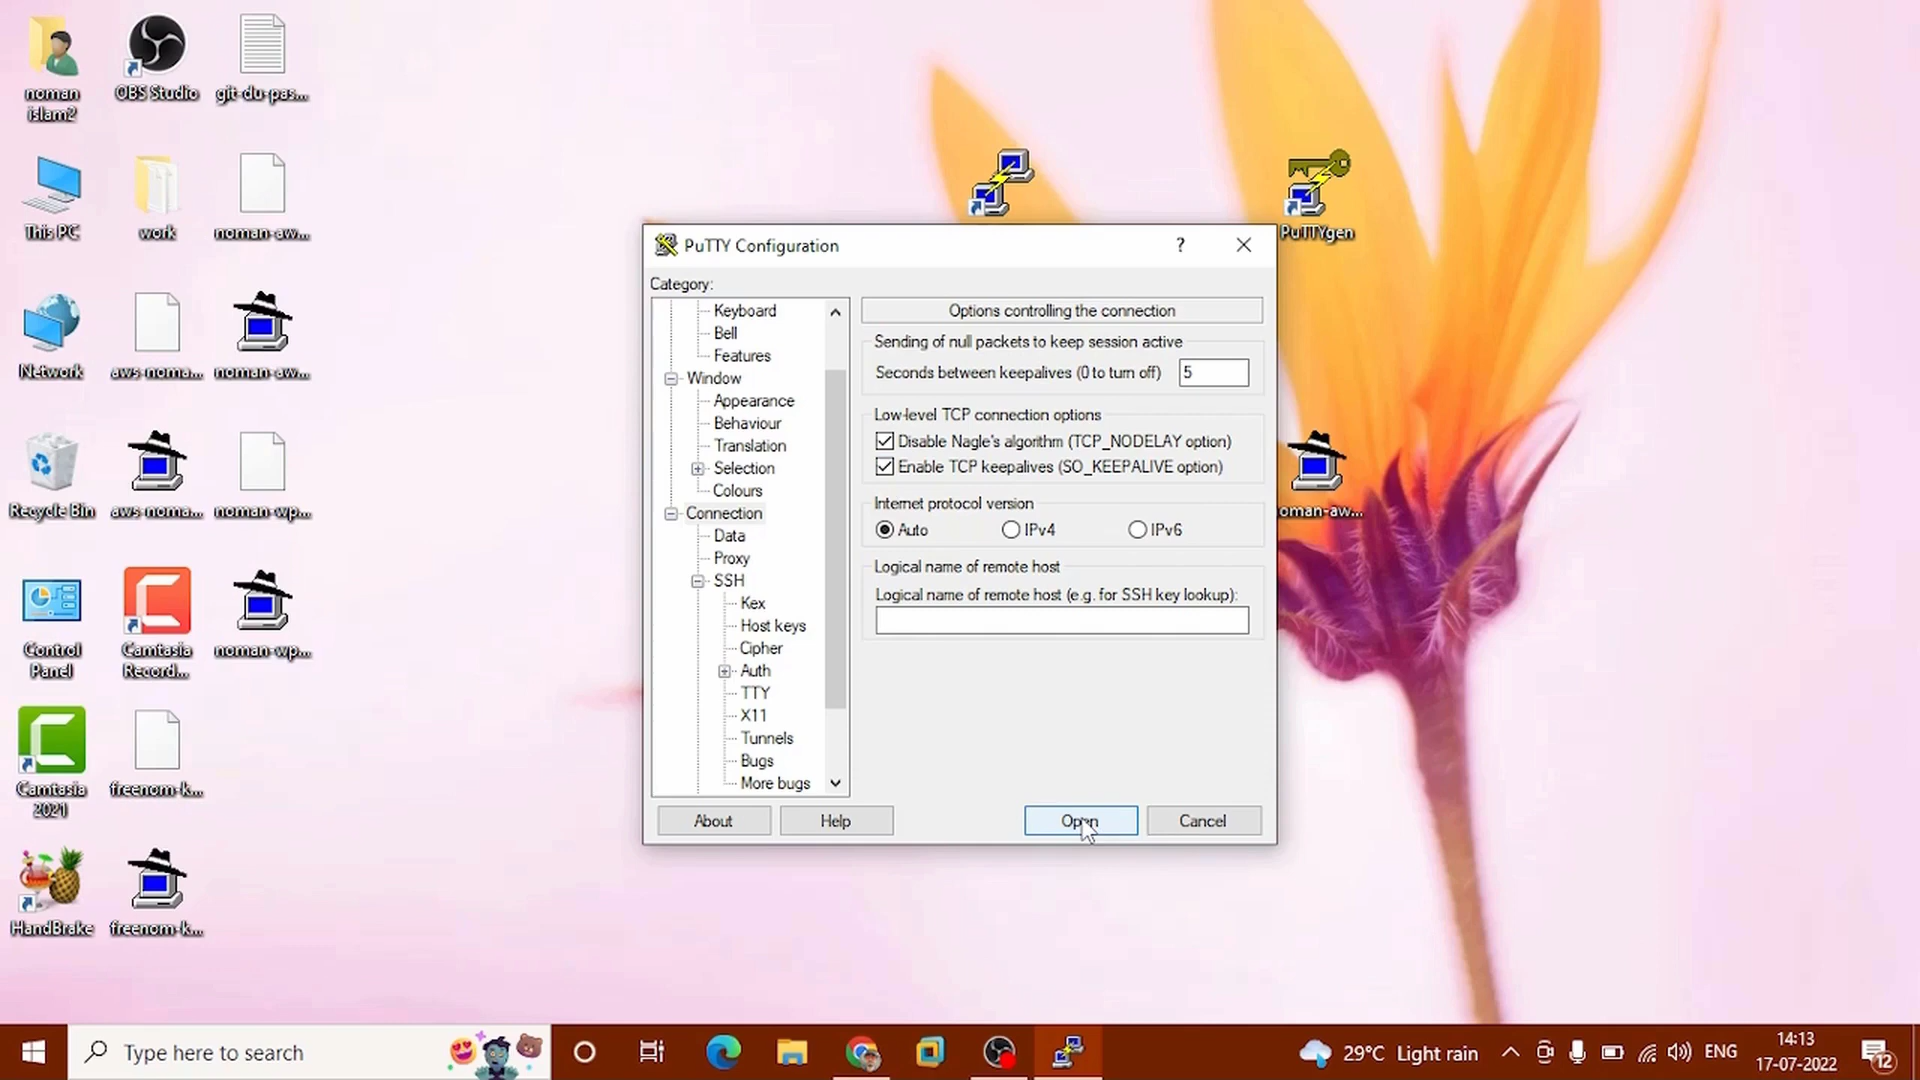 noman
islam2
OBS Studio
git-du-pas...
This PC
work
noman-aw...
Network
aws-noma...
noman-aw...
Recycle Bin
aws-noma...
noman-wp...
Control
Panel
Camtasia
Record...
noman-wp...
Camtasia
2021
freenom-k...
HandBrake
freenom-k...
PuTTYgen
oman-aw...
PuTTY Configuration
?
Category:
Keyboard
Bell
Features
Window
Appearance
Behaviour
Translation
Selection
Colours
Connection
Data
Proxy
SSH
Kex
Host keys
Cipher
Auth
TTY
X11
Tunnels
Bugs
More bugs
Options controlling the connection
Sending of null packets to keep session active
Seconds between keepalives (0 to turn off) 5
Low-level TCP connection options
Disable Nagle's algorithm (TCP_NODELAY option)
Enable TCP keepalives (SO_KEEPALIVE option)
Internet protocol version
Auto IPv4 IPv6
Logical name of remote host
Logical name of remote host (e.g. for SSH key lookup):
About Help Open Cancel
Type here to search
29°C Light rain
ENG
14:13
17-07-2022
12